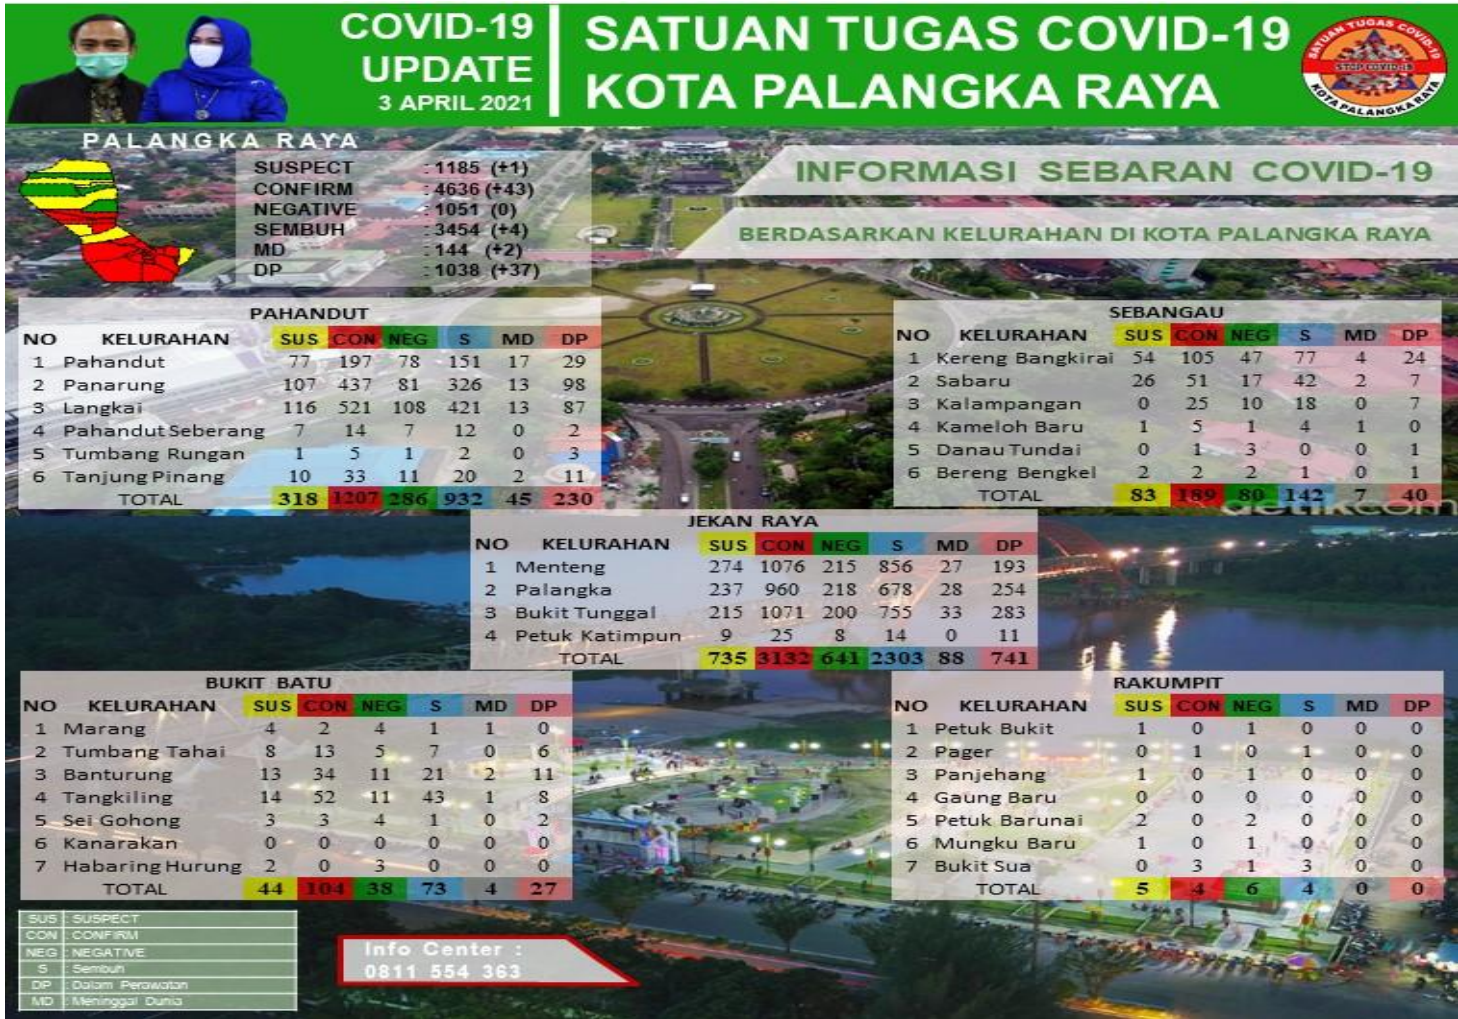 COVID-19
UPDATE
3 APRIL 2021
SATUAN TUGAS COVID-19
KOTA PALANGKA RAYA
SATUAN TUGAS COVID-19
STOP COVID-19
KOTA PALANGKARAYA
PALANGKA RAYA
SUSPECT : 1185 (+1)
CONFIRM : 4636 (+43)
NEGATIVE : 1051 (0)
SEMBUH : 3454 (+4)
MD : 144 (+2)
DP : 1038 (+37)
INFORMASI SEBARAN COVID-19
BERDASARKAN KELURAHAN DI KOTA PALANGKA RAYA
PAHANDUT
NO KELURAHAN SUS CON NEG S MD DP
1 Pahandut 77 197 78 151 17 29
2 Panarung 107 437 81 326 13 98
3 Langkai 116 521 108 421 13 87
4 Pahandut Seberang 7 14 7 12 0 2
5 Tumbang Rungan 1 5 1 2 0 3
6 Tanjung Pinang 10 33 11 20 2 11
TOTAL 318 1207 286 932 45 230
SEBANGAU
NO KELURAHAN SUS CON NEG S MD DP
1 Kereng Bangkirai 54 105 47 77 4 24
2 Sabaru 26 51 17 42 2 7
3 Kalampangan 0 25 10 18 0 7
4 Kameloh Baru 1 5 1 4 1 0
5 Danau Tundai 0 1 3 0 0 1
6 Bereng Bengkel 2 2 2 1 0 1
TOTAL 83 189 80 142 7 40
detikcom
JEKAN RAYA
NO KELURAHAN SUS CON NEG S MD DP
1 Menteng 274 1076 215 856 27 193
2 Palangka 237 960 218 678 28 254
3 Bukit Tunggal 215 1071 200 755 33 283
4 Petuk Katimpun 9 25 8 14 0 11
TOTAL 735 3132 641 2303 88 741
BUKIT BATU
NO KELURAHAN SUS CON NEG S MD DP
1 Marang 4 2 4 1 1 0
2 Tumbang Tahai 8 13 5 7 0 6
3 Banturung 13 34 11 21 2 11
4 Tangkiling 14 52 11 43 1 8
5 Sei Gohong 3 3 4 1 0 2
6 Kanarakan 0 0 0 0 0 0
7 Habaring Hurung 2 0 3 0 0 0
TOTAL 44 104 38 73 4 27
RAKUMPIT
NO KELURAHAN SUS CON NEG S MD DP
1 Petuk Bukit 1 0 1 0 0 0
2 Pager 0 1 0 1 0 0
3 Panjehang 1 0 1 0 0 0
4 Gaung Baru 0 0 0 0 0 0
5 Petuk Barunai 2 0 2 0 0 0
6 Mungku Baru 1 0 1 0 0 0
7 Bukit Sua 0 3 1 3 0 0
TOTAL 5 4 6 4 0 0
SUS : SUSPECT
CON : CONFIRM
NEG : NEGATIVE
S : Sembuh
DP : Dalam Perawatan
MD : Meninggal Dunia
Info Center :
0811 554 363